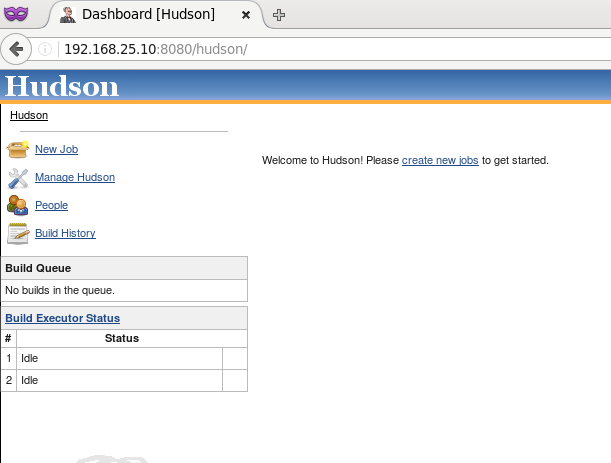 Dashboard [Hudson]
192.168.25.10:8080/hudson/
Hudson
Hudson
New Job
Manage Hudson
People
Build History
Welcome to Hudson! Please create new jobs to get started.
Build Queue
No builds in the queue.
Build Executor Status
# Status
1 Idle
2 Idle